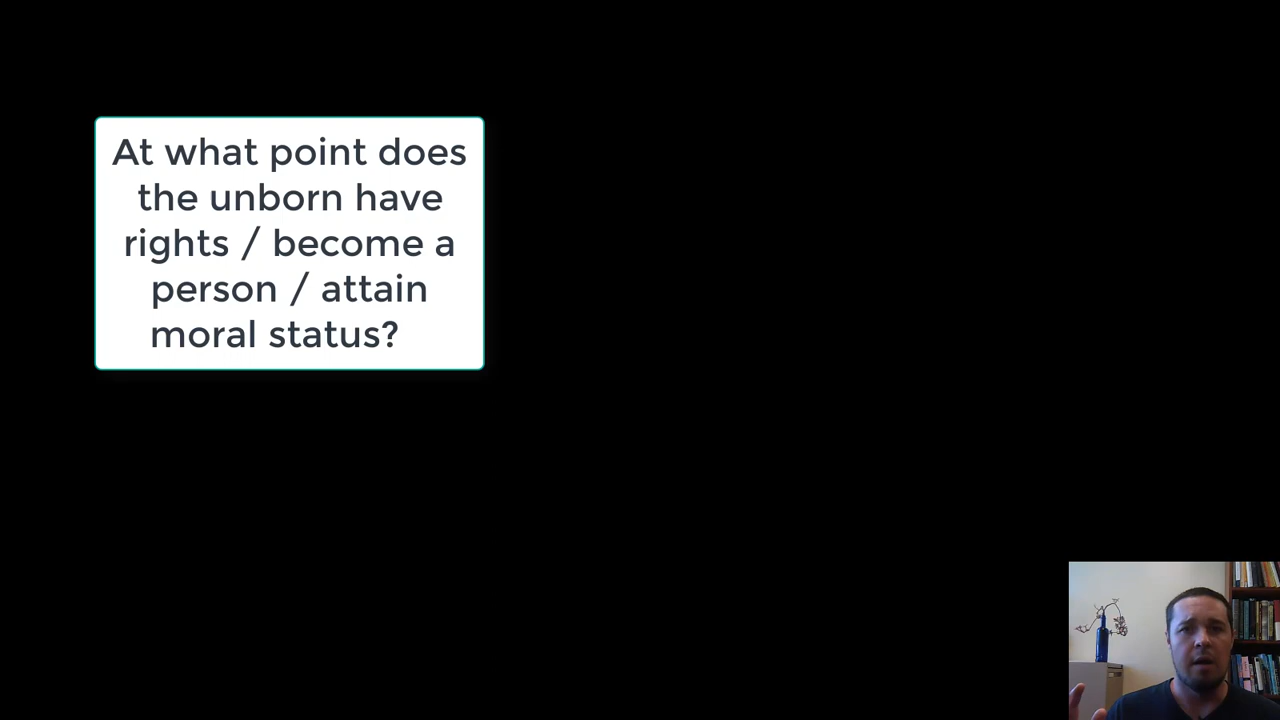 At what point does
the unborn have
rights / become a
person / attain
moral status?